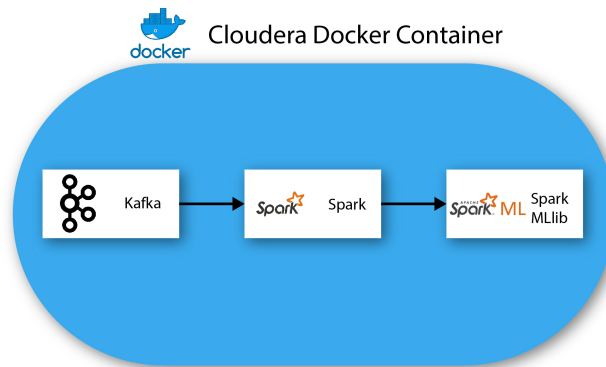 docker
Cloudera Docker Container
Kafka
Spark
Spark
APACHE
Spark ML
Spark
MLlib